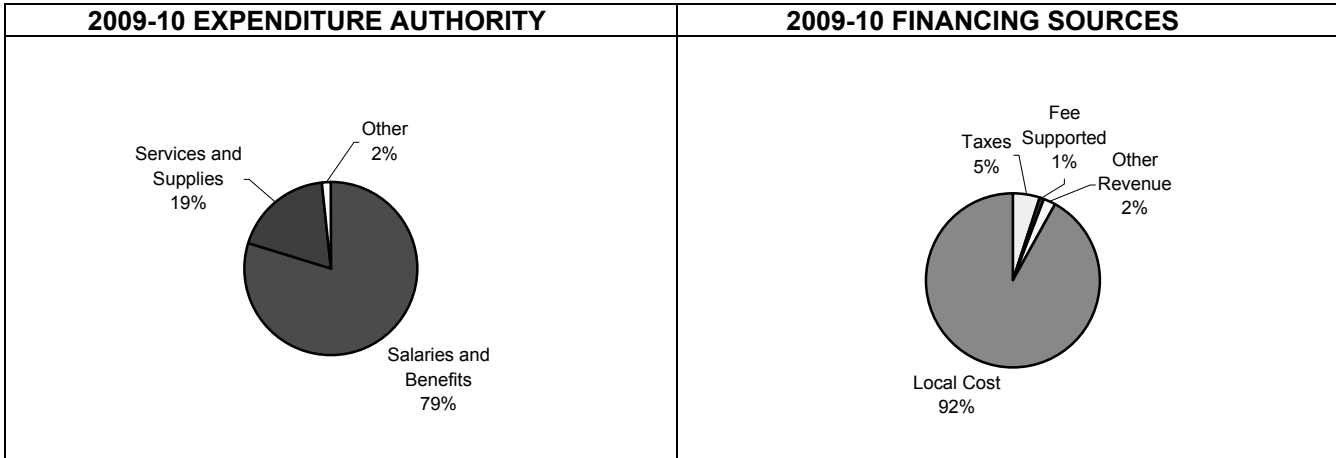 2009-10 EXPENDITURE AUTHORITY
2009-10 FINANCING SOURCES
Other
2%
Services and
Supplies
19%
Salaries and
Benefits
79%
Fee
Supported
1%
Taxes
5%
Other
Revenue
2%
Local Cost
92%